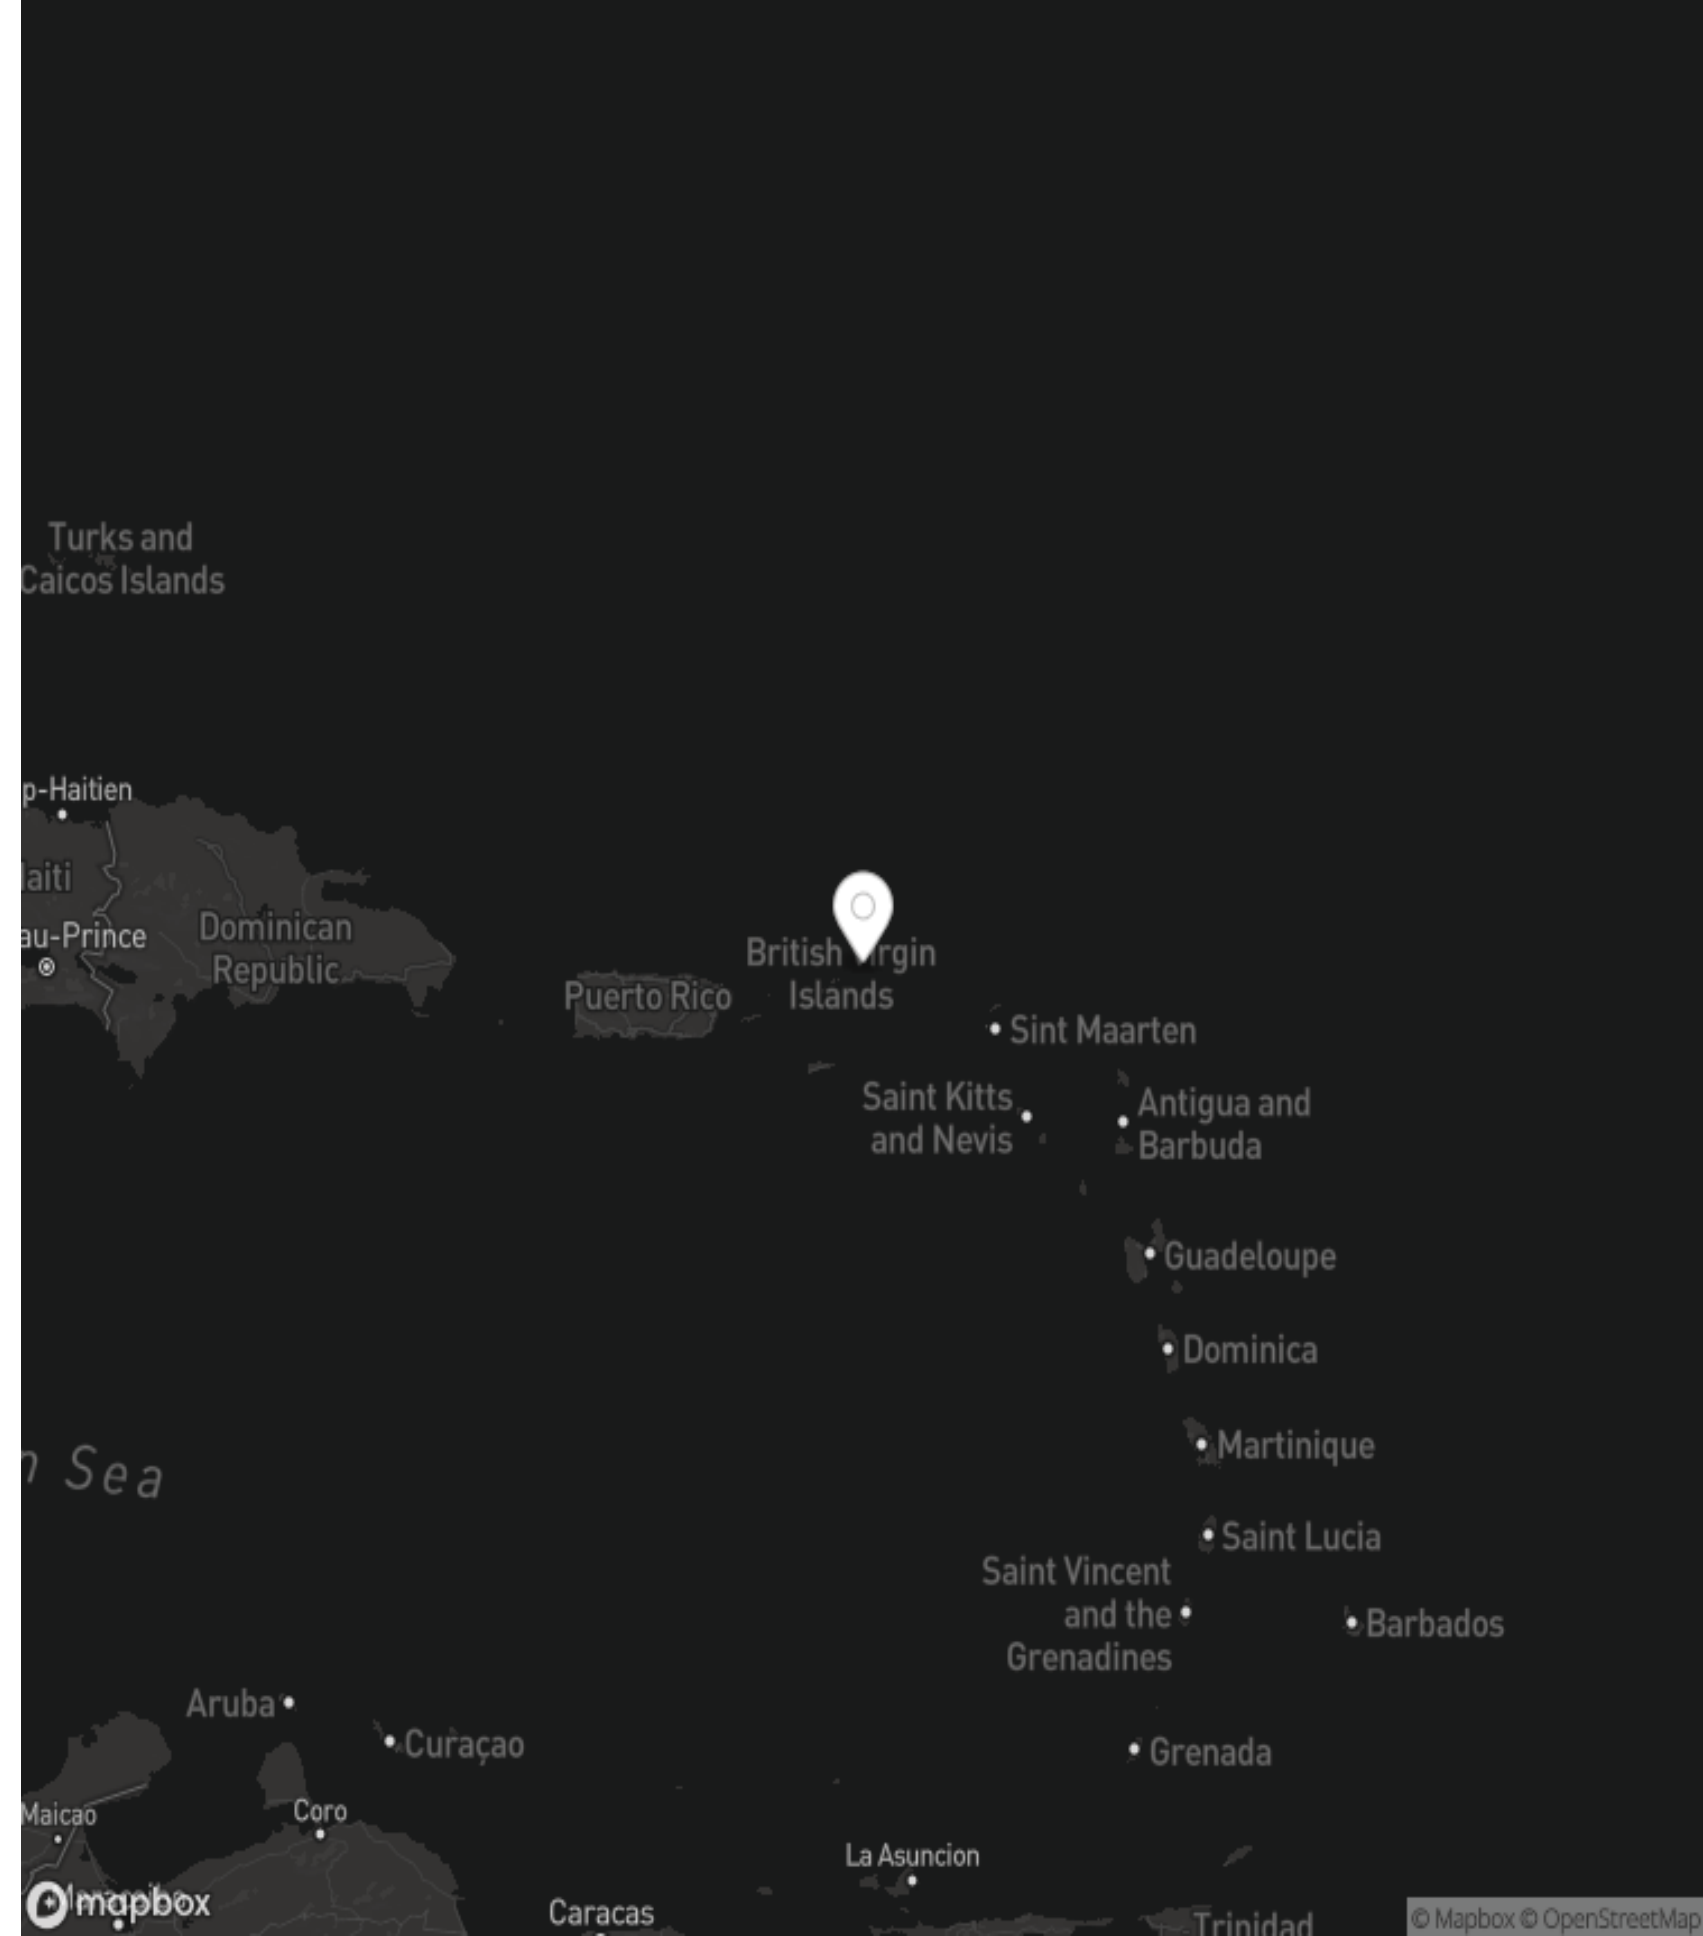 Turks and
Caicos Islands
p-Haitien
aiti
au-Prince
Dominican
Republic
Puerto Rico
British Virgin
Islands
Sint Maarten
Saint Kitts
and Nevis
Antigua and
Barbuda
Guadeloupe
Dominica
Martinique
n Sea
Saint Lucia
Saint Vincent
and the
Grenadines
Barbados
Aruba
Curaçao
Grenada
Maicao
Coro
La Asuncion
mapbox
Caracas
Trinidad
© Mapbox © OpenStreetMap